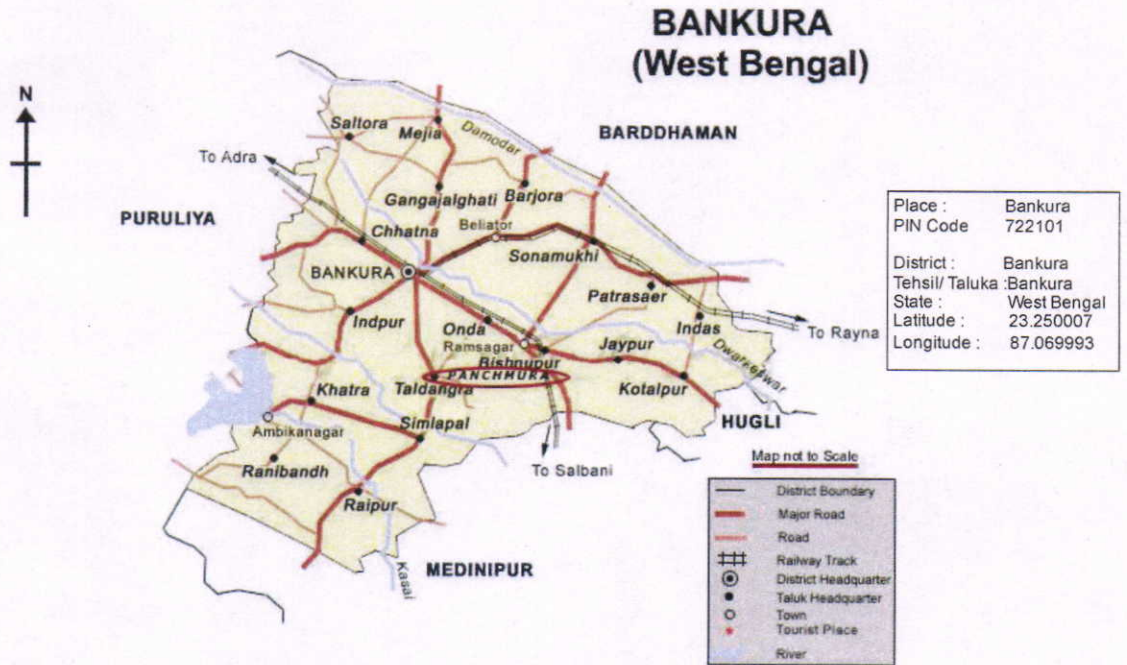 BANKURA
(West Bengal)
N
Saltora
Mejia
Damodar
BARDDHAMAN
To Adra
Gangajalghati
Barjora
PURULIYA
Beliator
Chhatna
Sonamukhi
BANKURA
Patrasaer
Indpur
Onda
Indas
To Rayna
Ramsagar
Bishnupur
Jaypur
Dwarkeswar
PANCHMURA
Taldangra
Kotalpur
Khatra
Simlapal
HUGLI
Ambikanagar
Ranibandh
To Salbani
Raipur
MEDINIPUR
Kasai
Place : Bankura
PIN Code 722101
District : Bankura
Tehsil/ Taluka :Bankura
State : West Bengal
Latitude : 23.250007
Longitude : 87.069993
Map not to Scale
District Boundary
Major Road
Road
Railway Track
District Headquarter
Taluk Headquarter
Town
Tourist Place
River